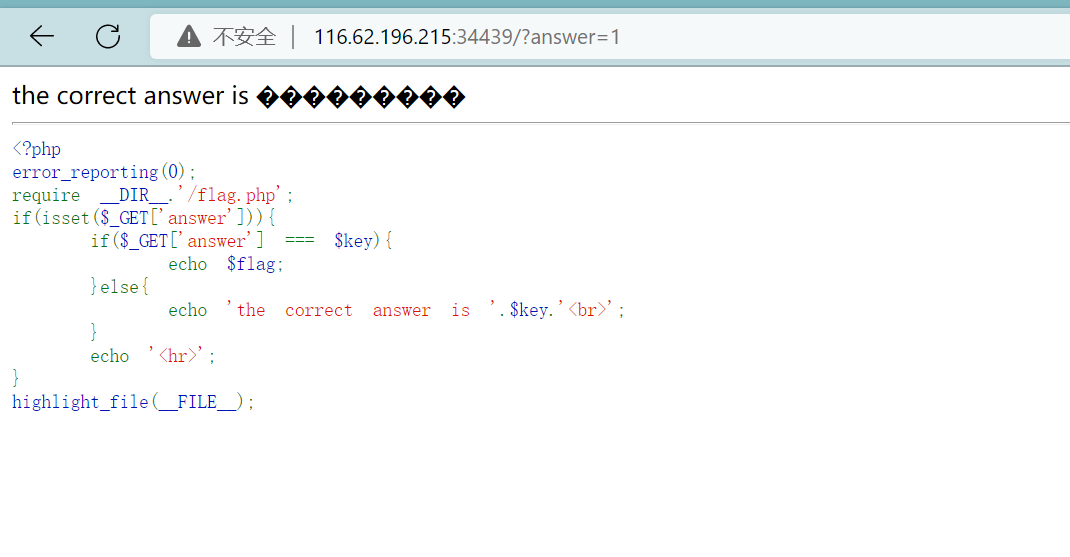 不安全 | 116.62.196.215:34439/?answer=1
the correct answer is ���������
<?php
error_reporting(0);
require __DIR__.'/flag.php';
if(isset($_GET['answer'])){
if($_GET['answer'] === $key){
echo $flag;
}else{
echo 'the correct answer is '.$key.'<br>';
}
echo '<hr>';
}
highlight_file(__FILE__);